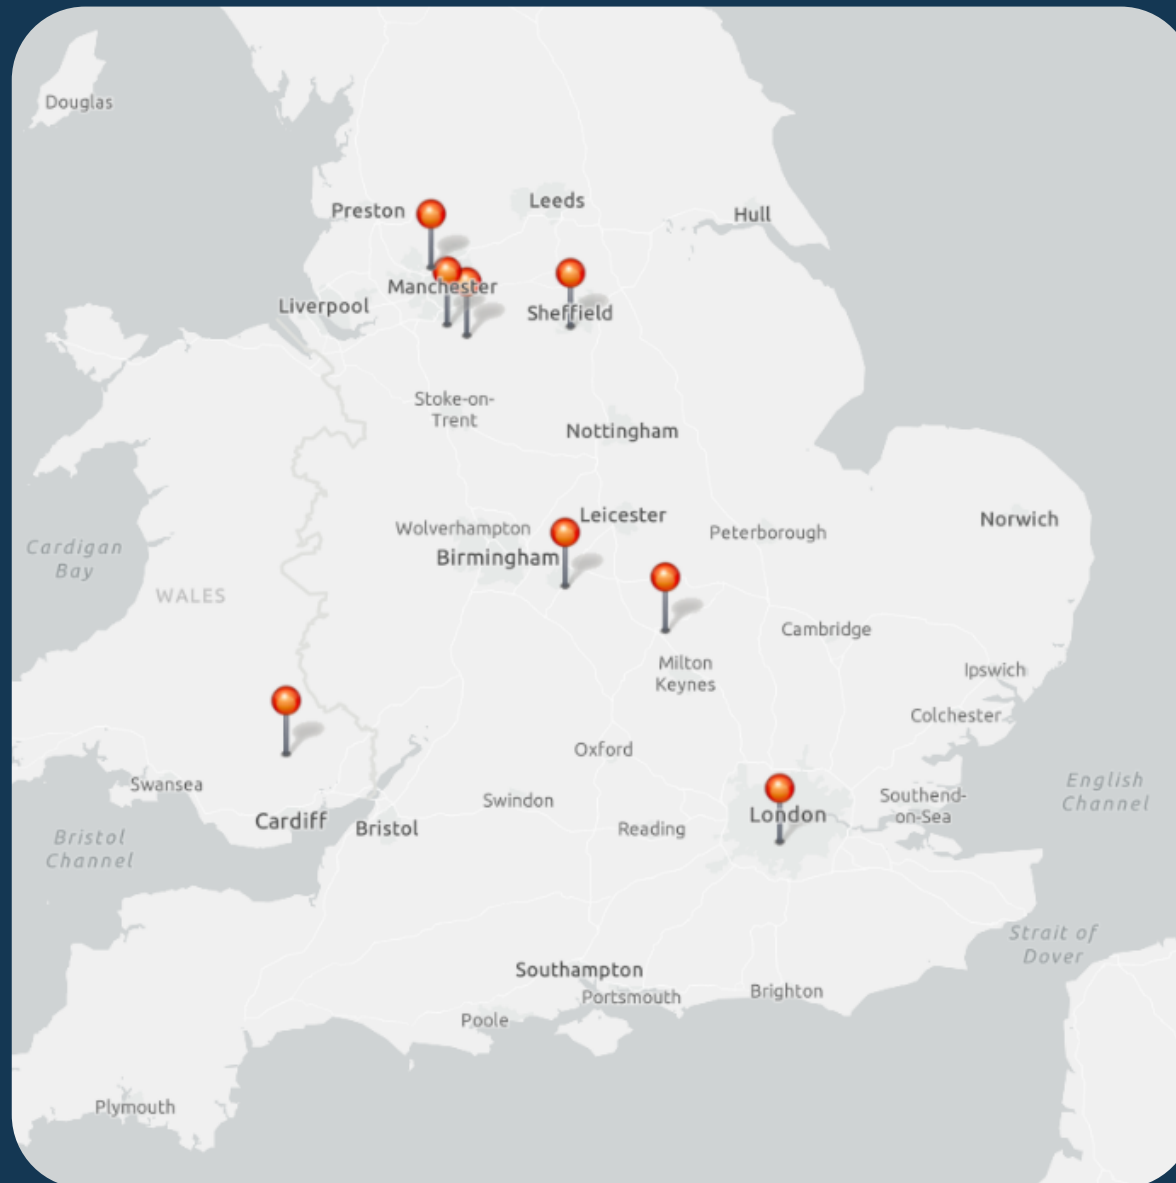 Douglas
Leeds
Preston
Hull
Manchester
Liverpool
Sheffield
Stoke-on-
Trent
Nottingham
Leicester
Norwich
Wolverhampton
Peterborough
Birmingham
Cardigan
Bay
WALES
Cambridge
Milton
Keynes
Ipswich
Colchester
Oxford
English
Channel
Swansea
Southend-
on-Sea
Swindon
London
Cardiff
Bristol
Reading
Bristol
Channel
Strait of
Dover
Southampton
Portsmouth
Brighton
Poole
Plymouth